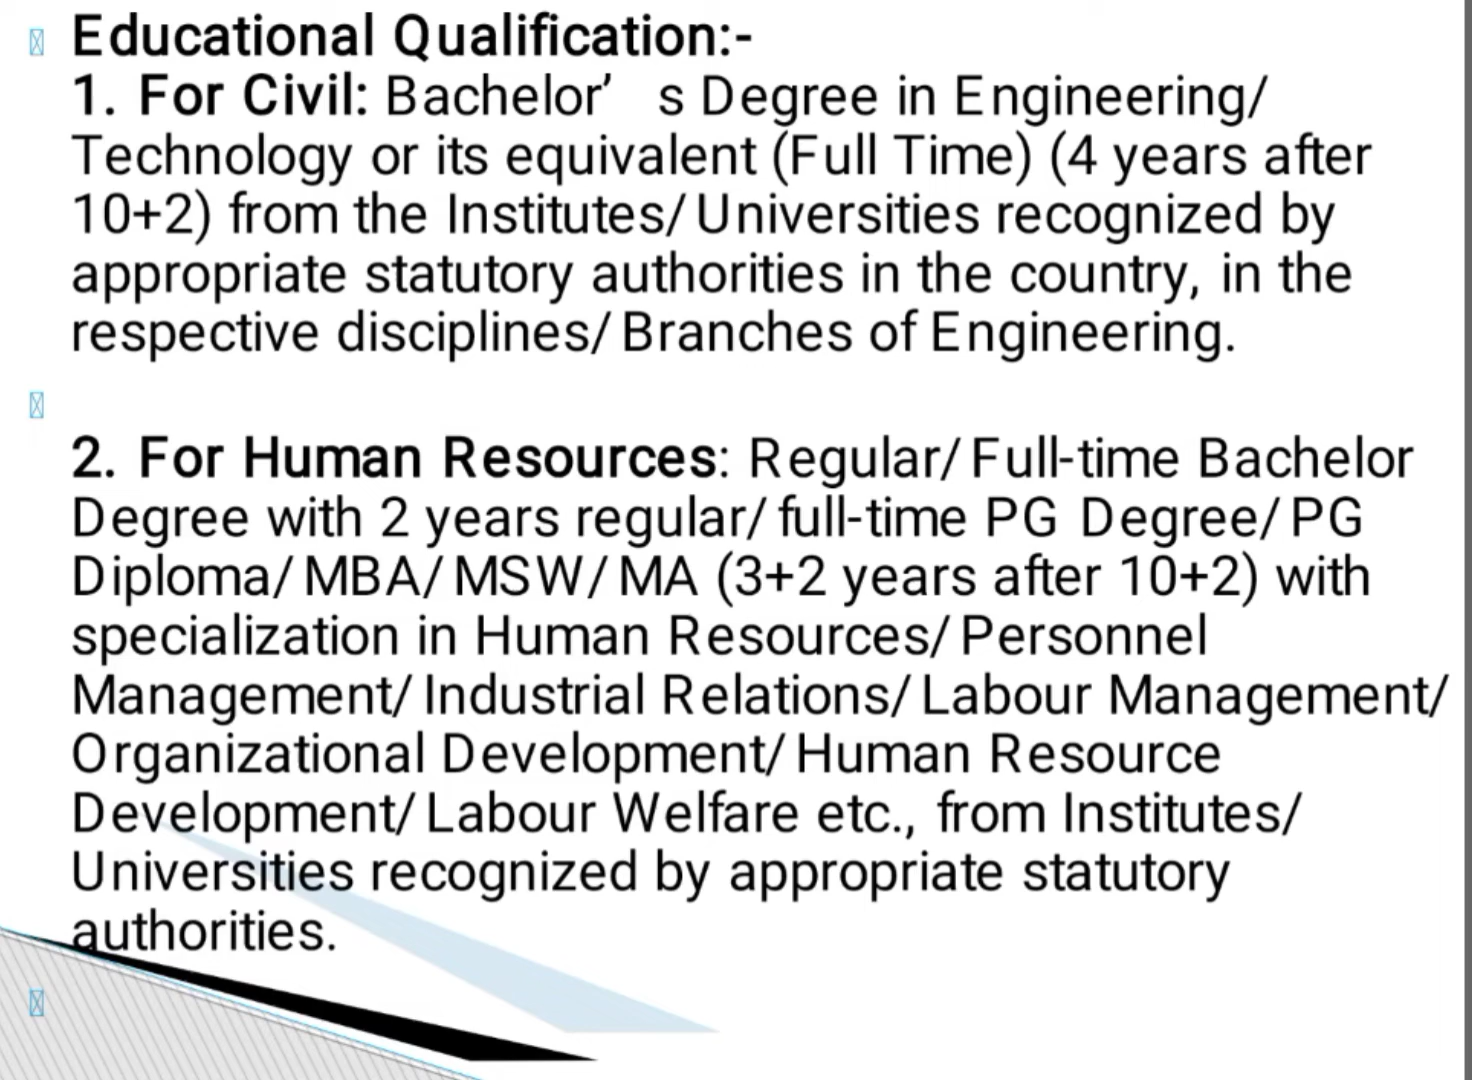 Educational Qualification:-
1. For Civil: Bachelor’ s Degree in Engineering/
Technology or its equivalent (Full Time) (4 years after
10+2) from the Institutes/Universities recognized by
appropriate statutory authorities in the country, in the
respective disciplines/Branches of Engineering.
2. For Human Resources: Regular/Full-time Bachelor
Degree with 2 years regular/full-time PG Degree/PG
Diploma/MBA/MSW/MA (3+2 years after 10+2) with
specialization in Human Resources/Personnel
Management/Industrial Relations/Labour Management/
Organizational Development/Human Resource
Development/Labour Welfare etc., from Institutes/
Universities recognized by appropriate statutory
authorities.